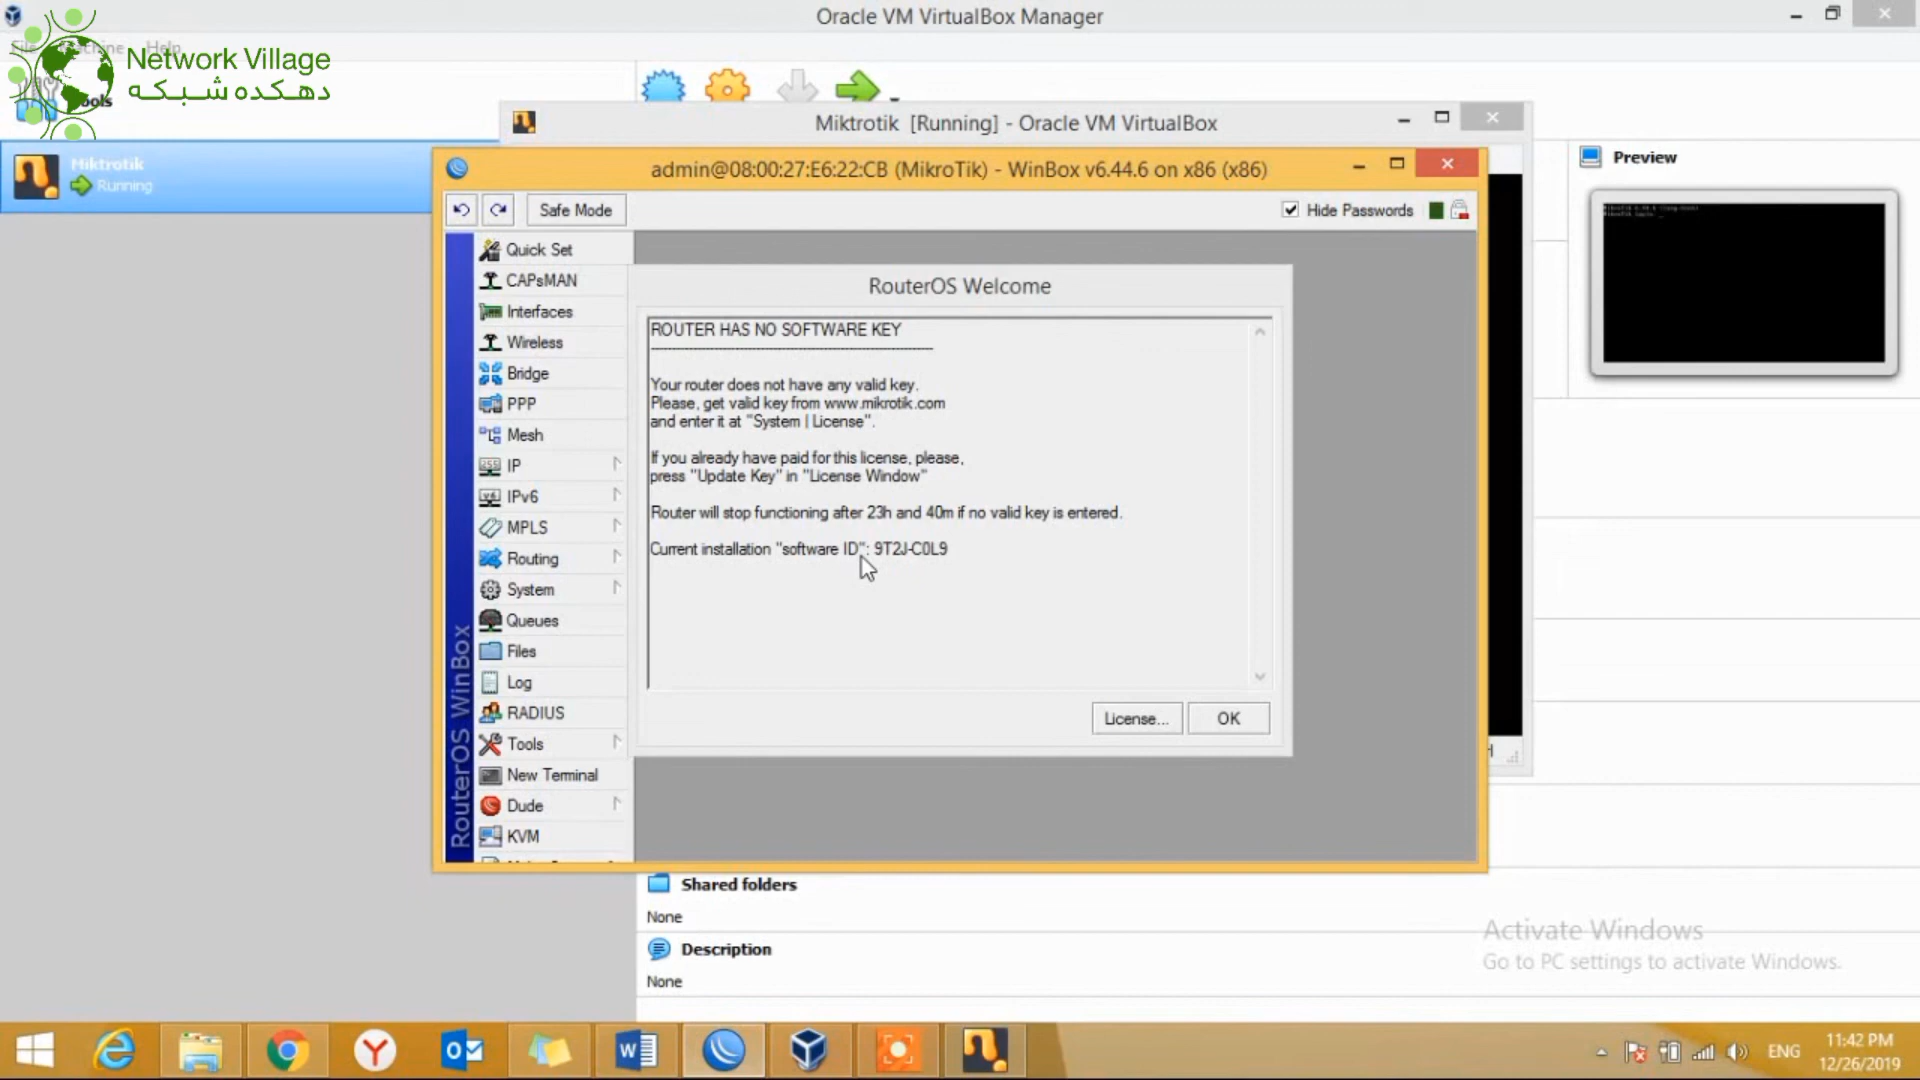 Oracle VM VirtualBox Manager
File Machine Help
Network Village
دهکده شبکه
Tools
Miktrotik [Running] - Oracle VM VirtualBox
Miktrotik
Running
Preview
admin@08:00:27:E6:22:CB (MikroTik) - WinBox v6.44.6 on x86 (x86)
Safe Mode
Hide Passwords
Quick Set
CAPsMAN
Interfaces
Wireless
Bridge
PPP
Mesh
IP
IPv6
MPLS
Routing
System
Queues
Files
Log
RADIUS
Tools
New Terminal
Dude
KVM
RouterOS WinBox
RouterOS Welcome
ROUTER HAS NO SOFTWARE KEY
Your router does not have any valid key.
Please, get valid key from www.mikrotik.com
and enter it at "System | License".
If you already have paid for this license, please,
press "Update Key" in "License Window"
Router will stop functioning after 23h and 40m if no valid key is entered.
Current installation "software ID": 9T2J-C0L9
License...
OK
Shared folders
None
Description
None
Activate Windows
Go to PC settings to activate Windows.
ENG
11:42 PM
12/26/2019